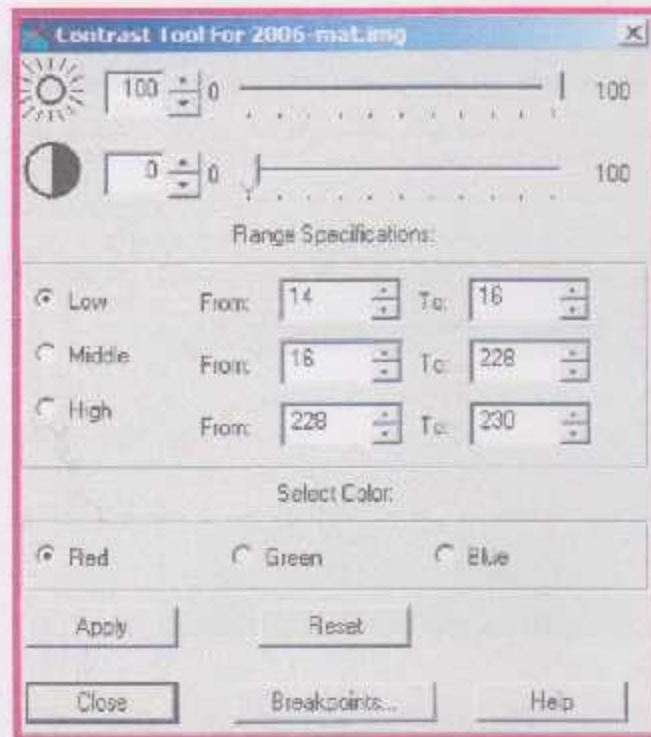 Contrast Tool For 2006-mat.img
100 0 100
0 0 100
Range Specifications:
Low From: 14 To: 16
Middle From: 16 To: 228
High From: 228 To: 230
Select Color:
Red Green Blue
Apply Reset
Close Breakpoints... Help